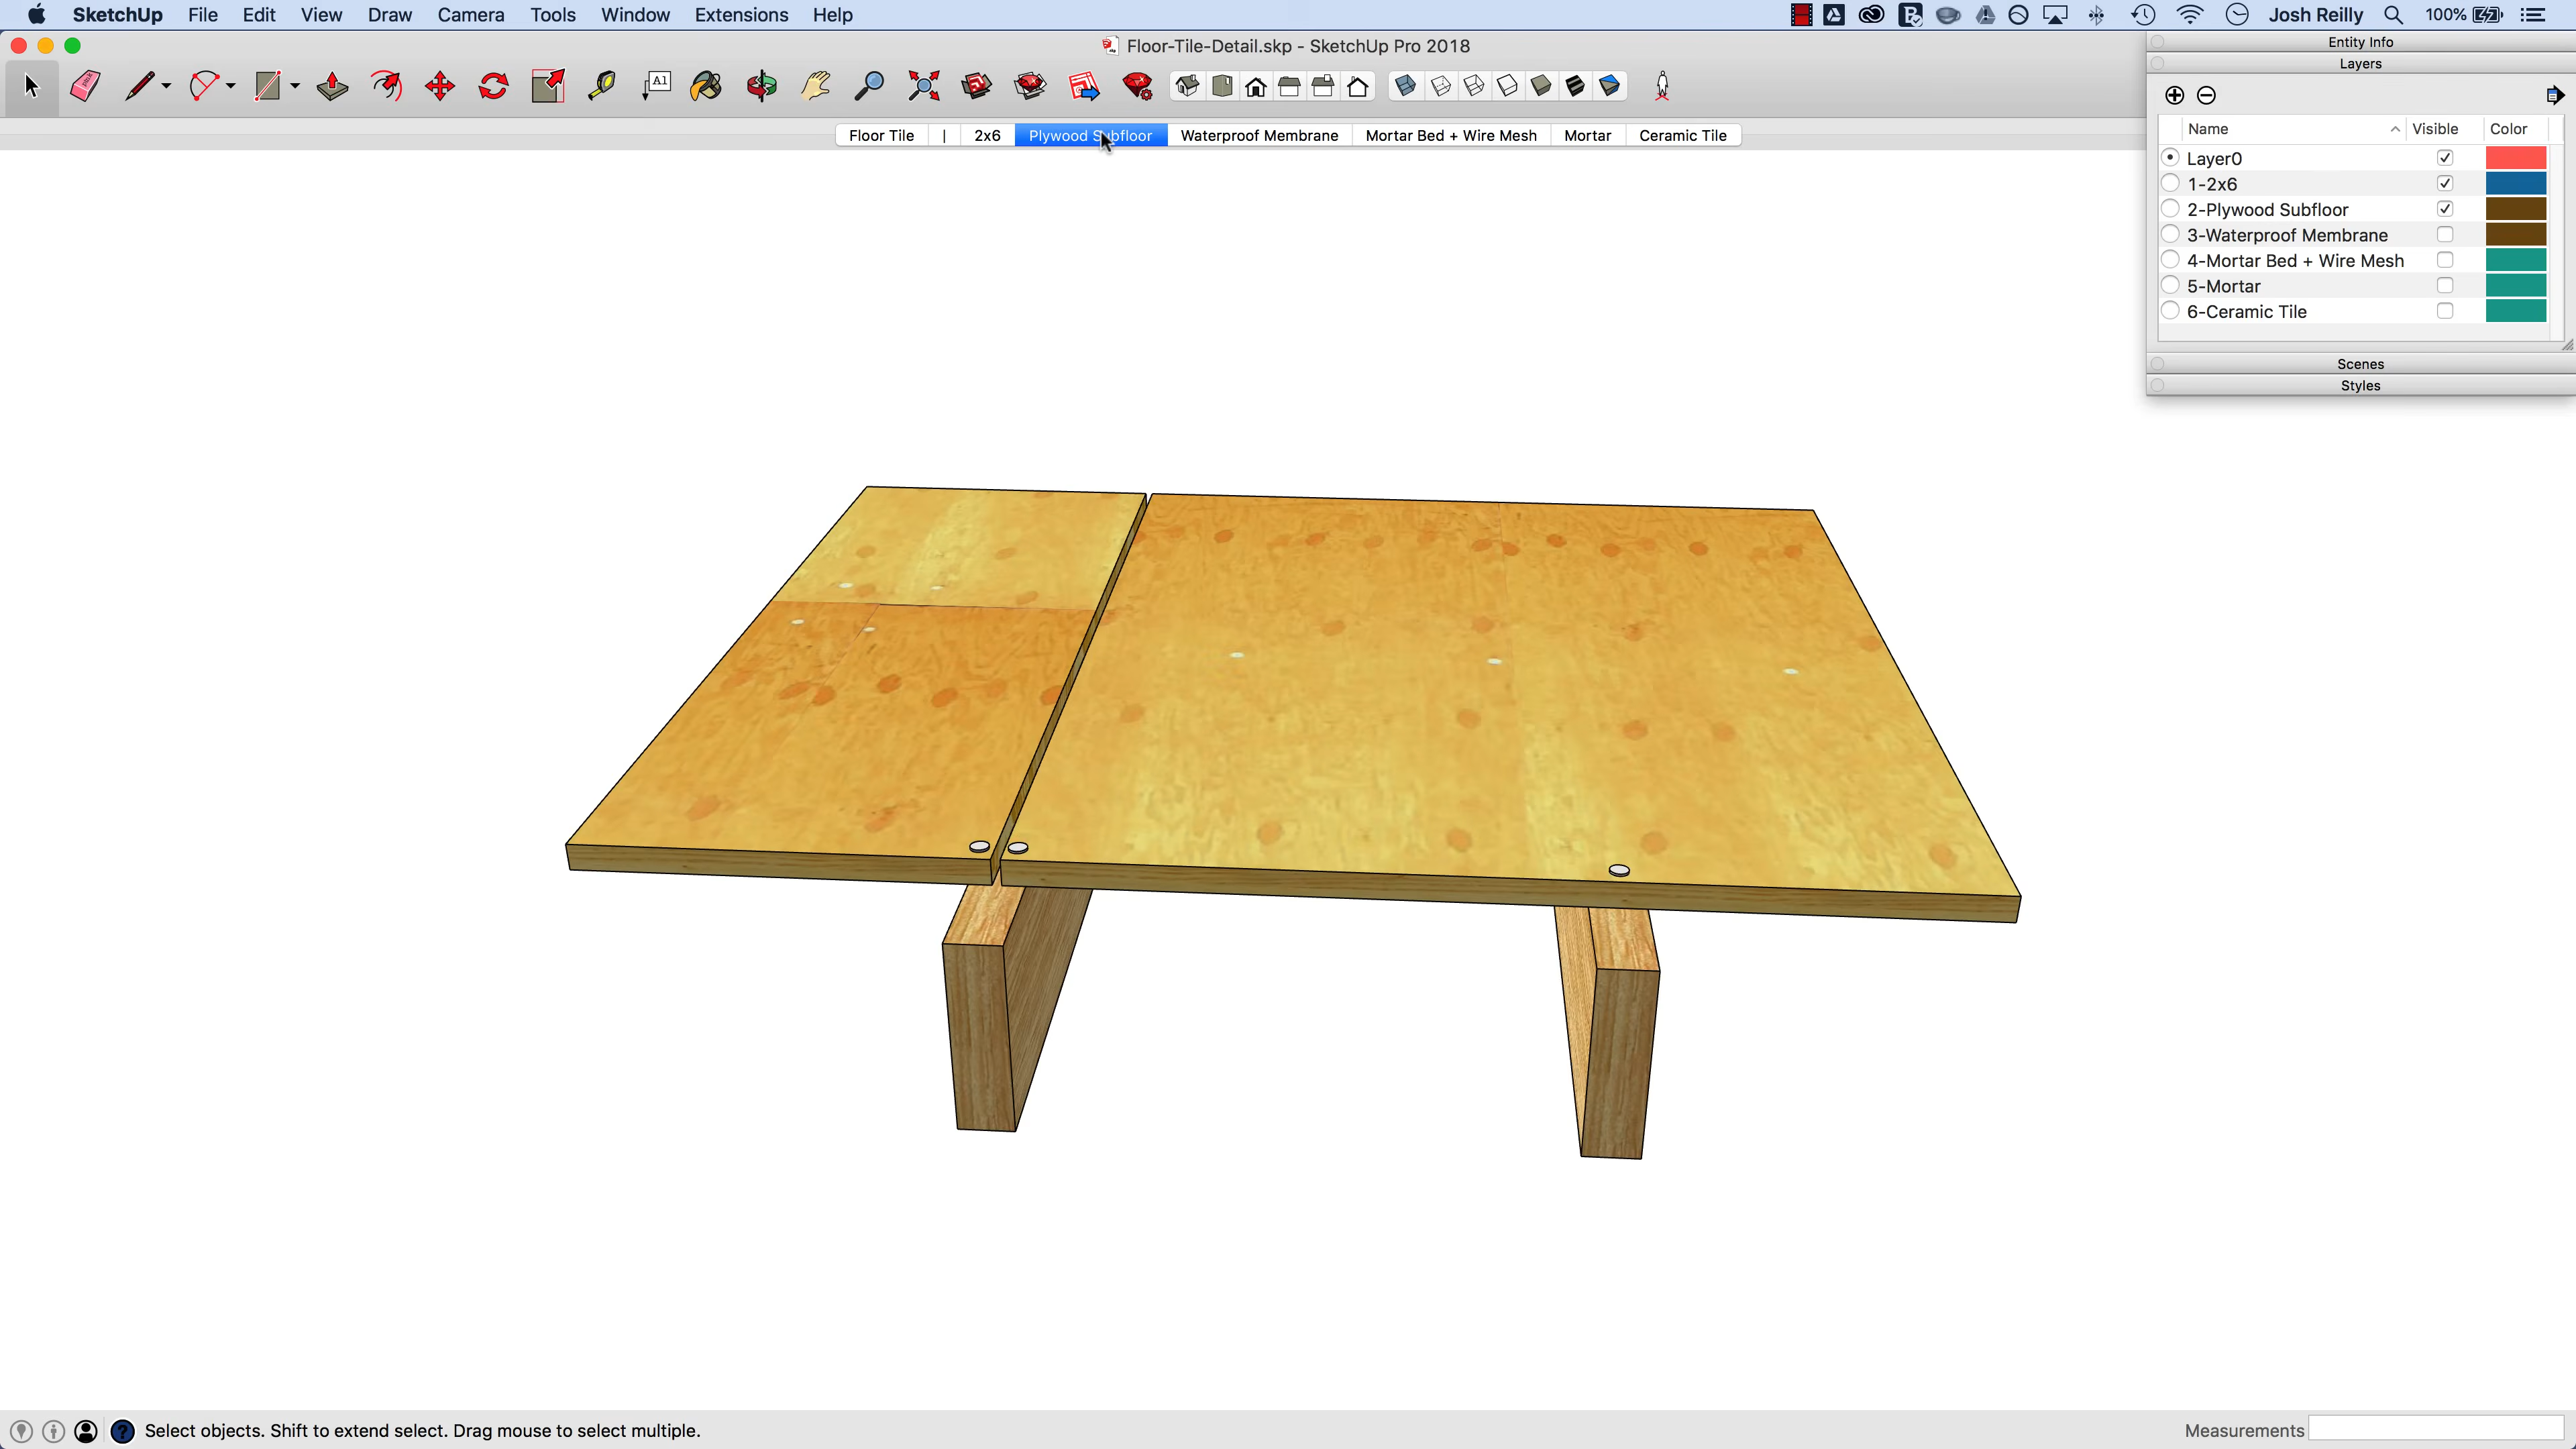 SketchUp File Edit View Draw Camera Tools Window Extensions Help Josh Reilly 100%
Floor-Tile-Detail.skp - SketchUp Pro 2018
A1
Floor Tile | 2x6 Plywood Subfloor Waterproof Membrane Mortar Bed + Wire Mesh Mortar Ceramic Tile
Entity Info
Layers
Name Visible Color
Layer0
1-2x6
2-Plywood Subfloor
3-Waterproof Membrane
4-Mortar Bed + Wire Mesh
5-Mortar
6-Ceramic Tile
Scenes
Styles
Select objects. Shift to extend select. Drag mouse to select multiple.
Measurements